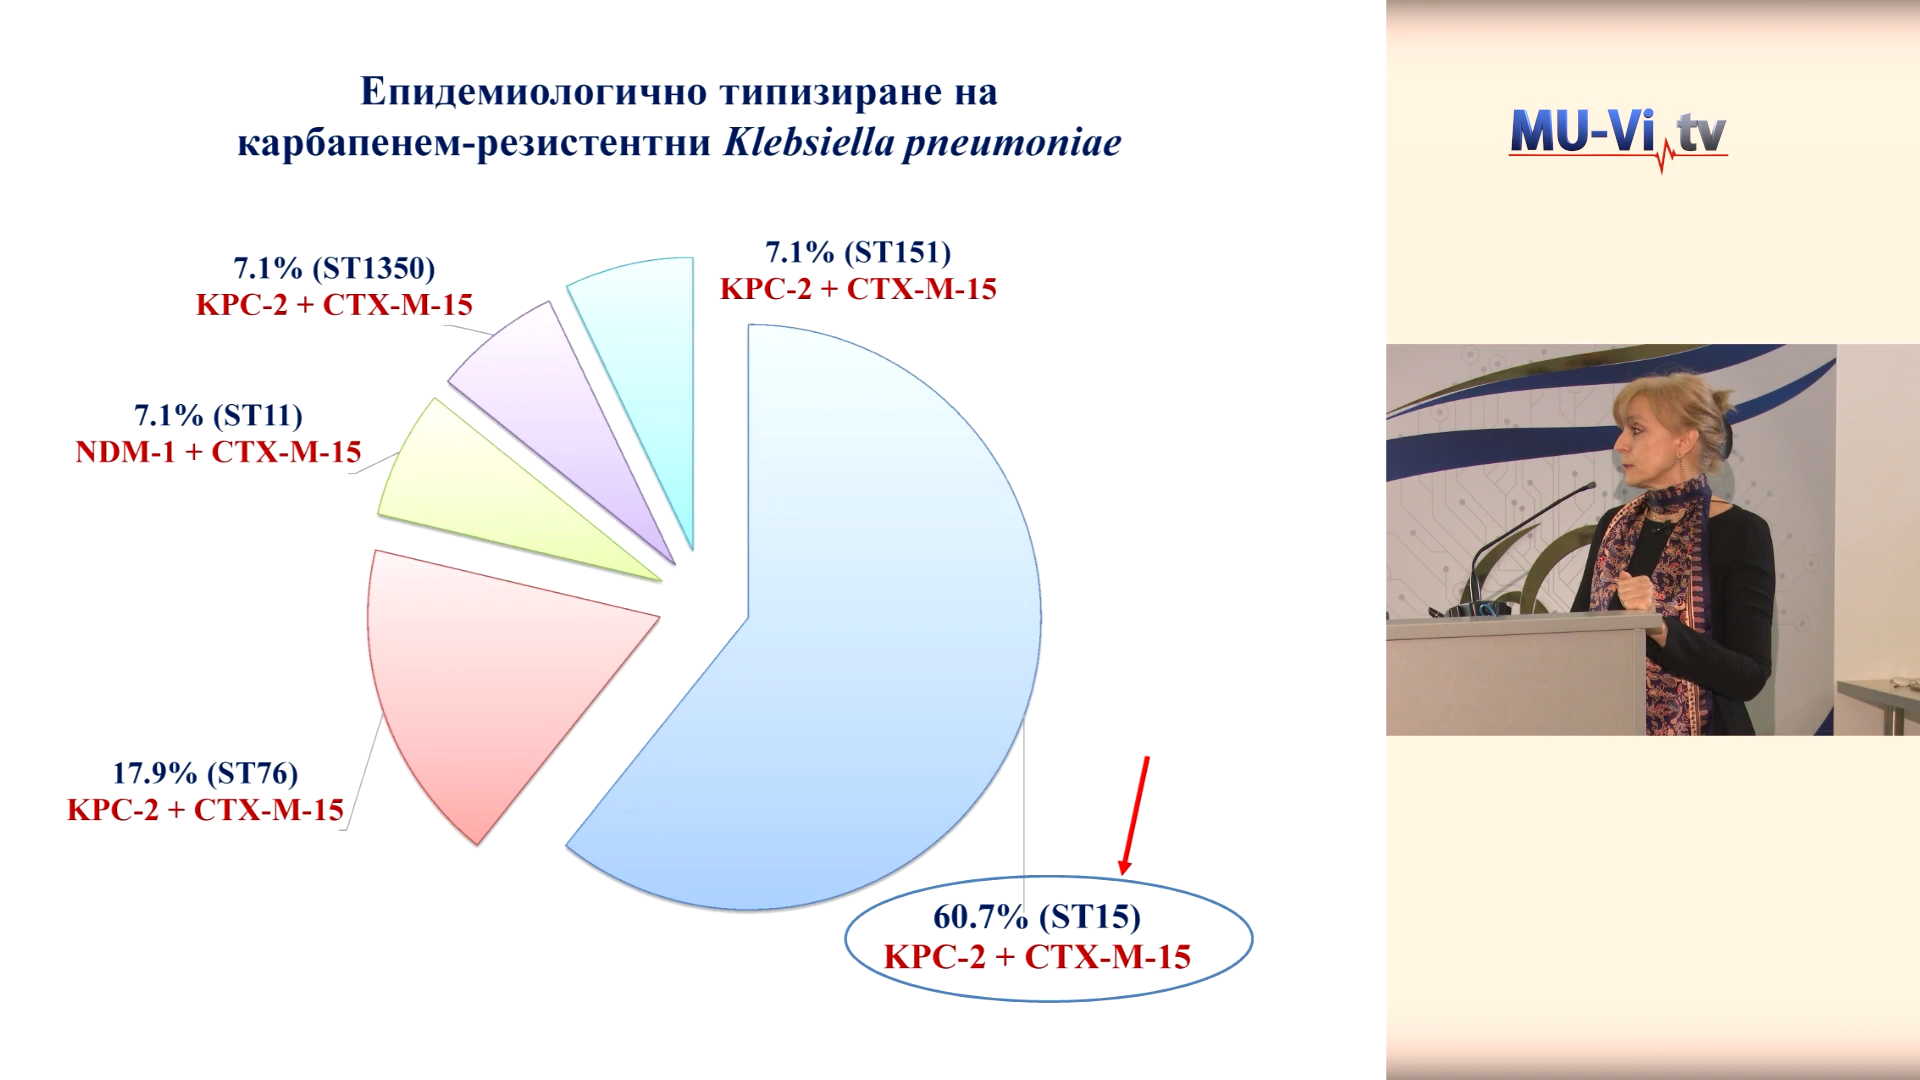 Епидемиологично типизиране на
карбапенем-резистентни Klebsiella pneumoniae
MU-Vi tv
7.1% (ST1350)
KPC-2 + CTX-M-15
7.1% (ST151)
KPC-2 + CTX-M-15
7.1% (ST11)
NDM-1 + CTX-M-15
17.9% (ST76)
KPC-2 + CTX-M-15
60.7% (ST15)
KPC-2 + CTX-M-15